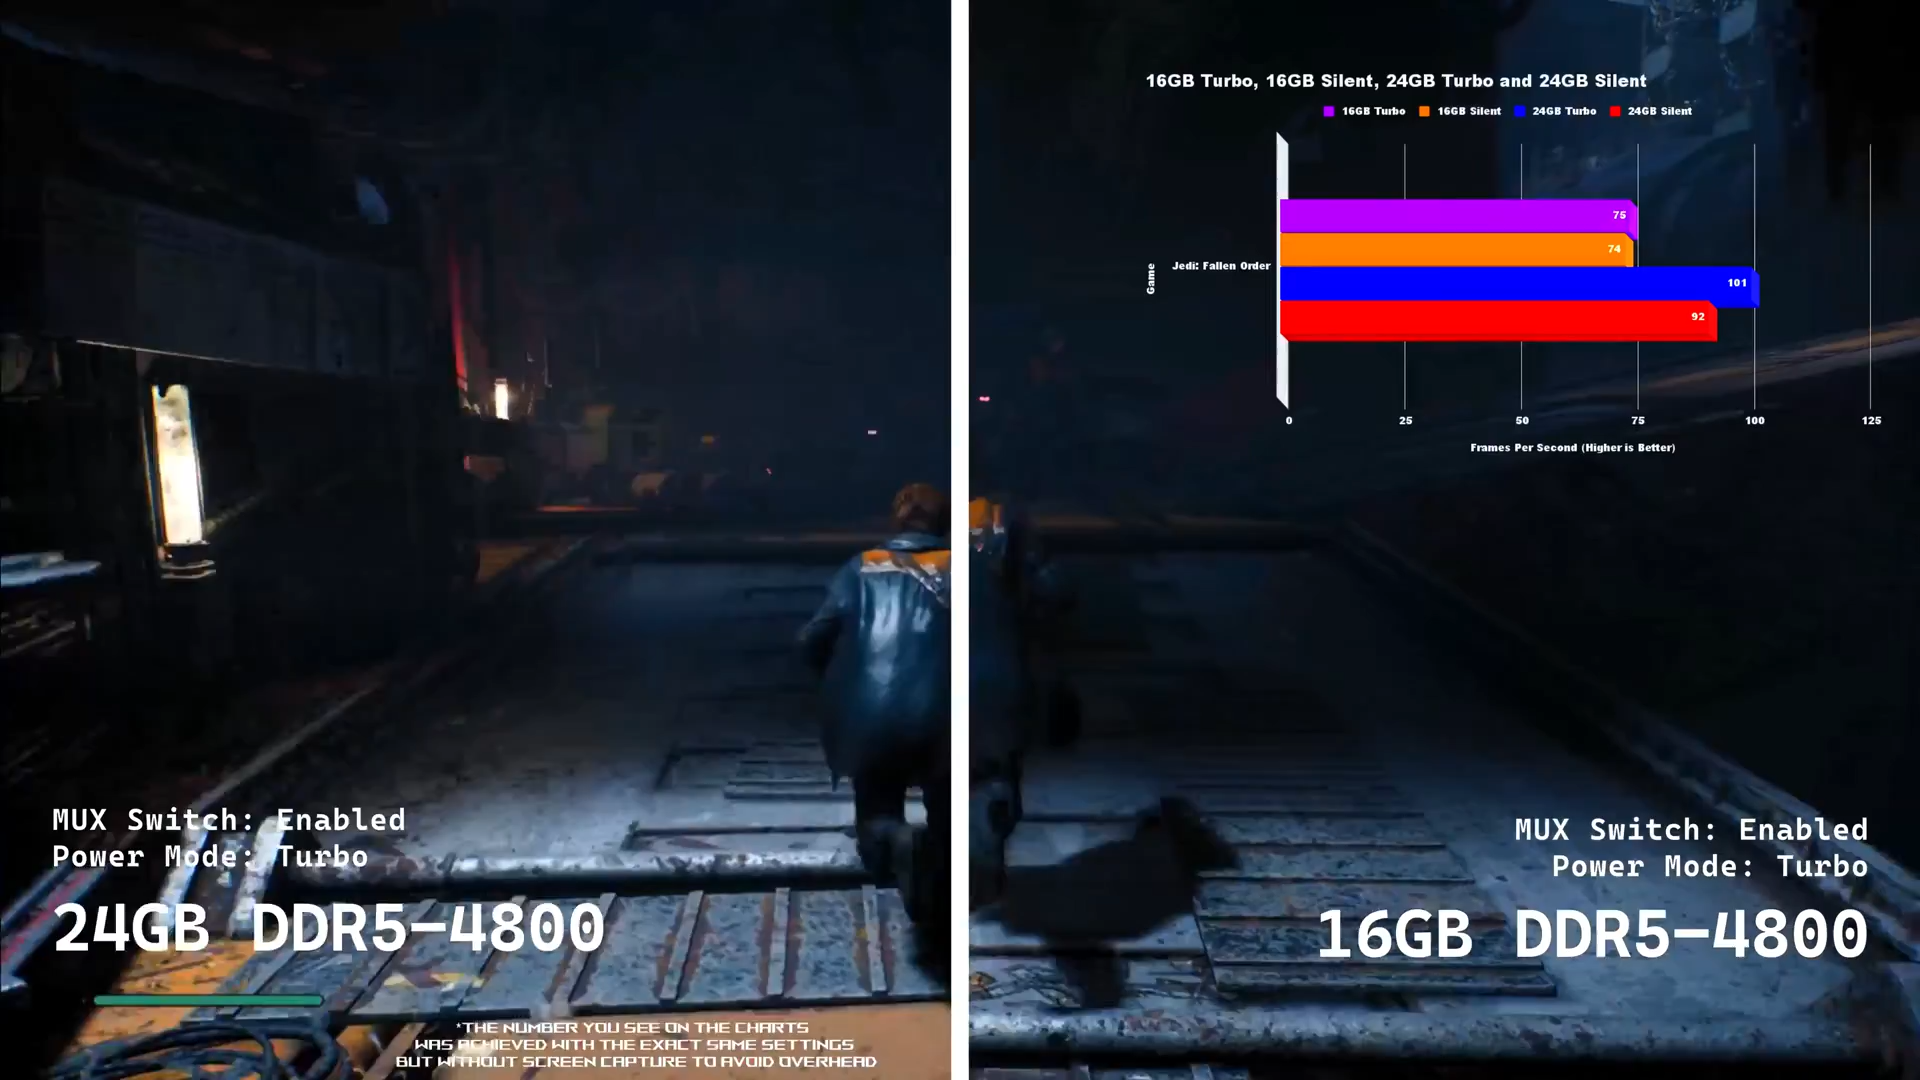 16GB Turbo, 16GB Silent, 24GB Turbo and 24GB Silent
16GB Turbo 16GB Silent 24GB Turbo 24GB Silent
75
74
101
92
Game
Jedi: Fallen Order
0 25 50 75 100 125
Frames Per Second (Higher is Better)
MUX Switch: Enabled
Power Mode: Turbo
24GB DDR5-4800
MUX Switch: Enabled
Power Mode: Turbo
16GB DDR5-4800
*THE NUMBER YOU SEE ON THE CHARTS
WAS ACHIEVED WITH THE EXACT SAME SETTINGS
BUT WITHOUT SCREEN CAPTURE TO AVOID OVERHEAD